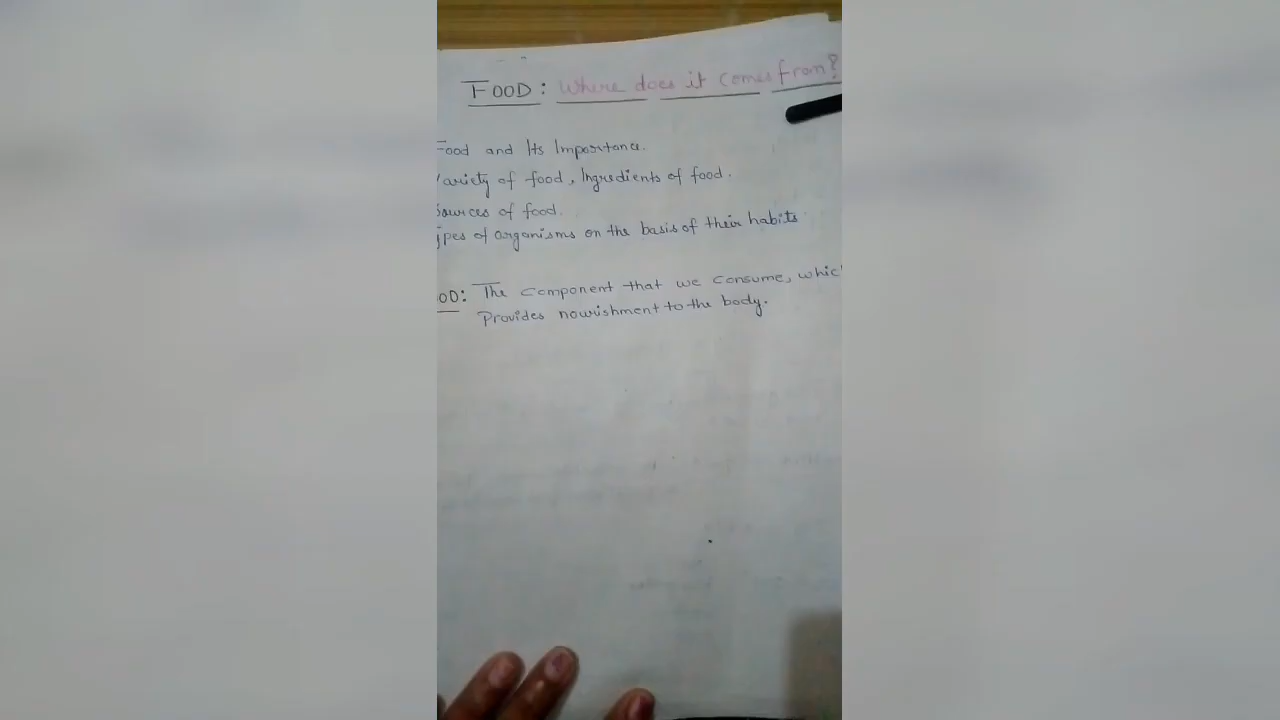 FOOD: Where does it comes from?
Food and Its Importance.
Variety of food, Ingredients of food.
Sources of food.
ypes of organisms on the basis of their habits
OD: The component that we consume, whic
Provides nourishment to the body.